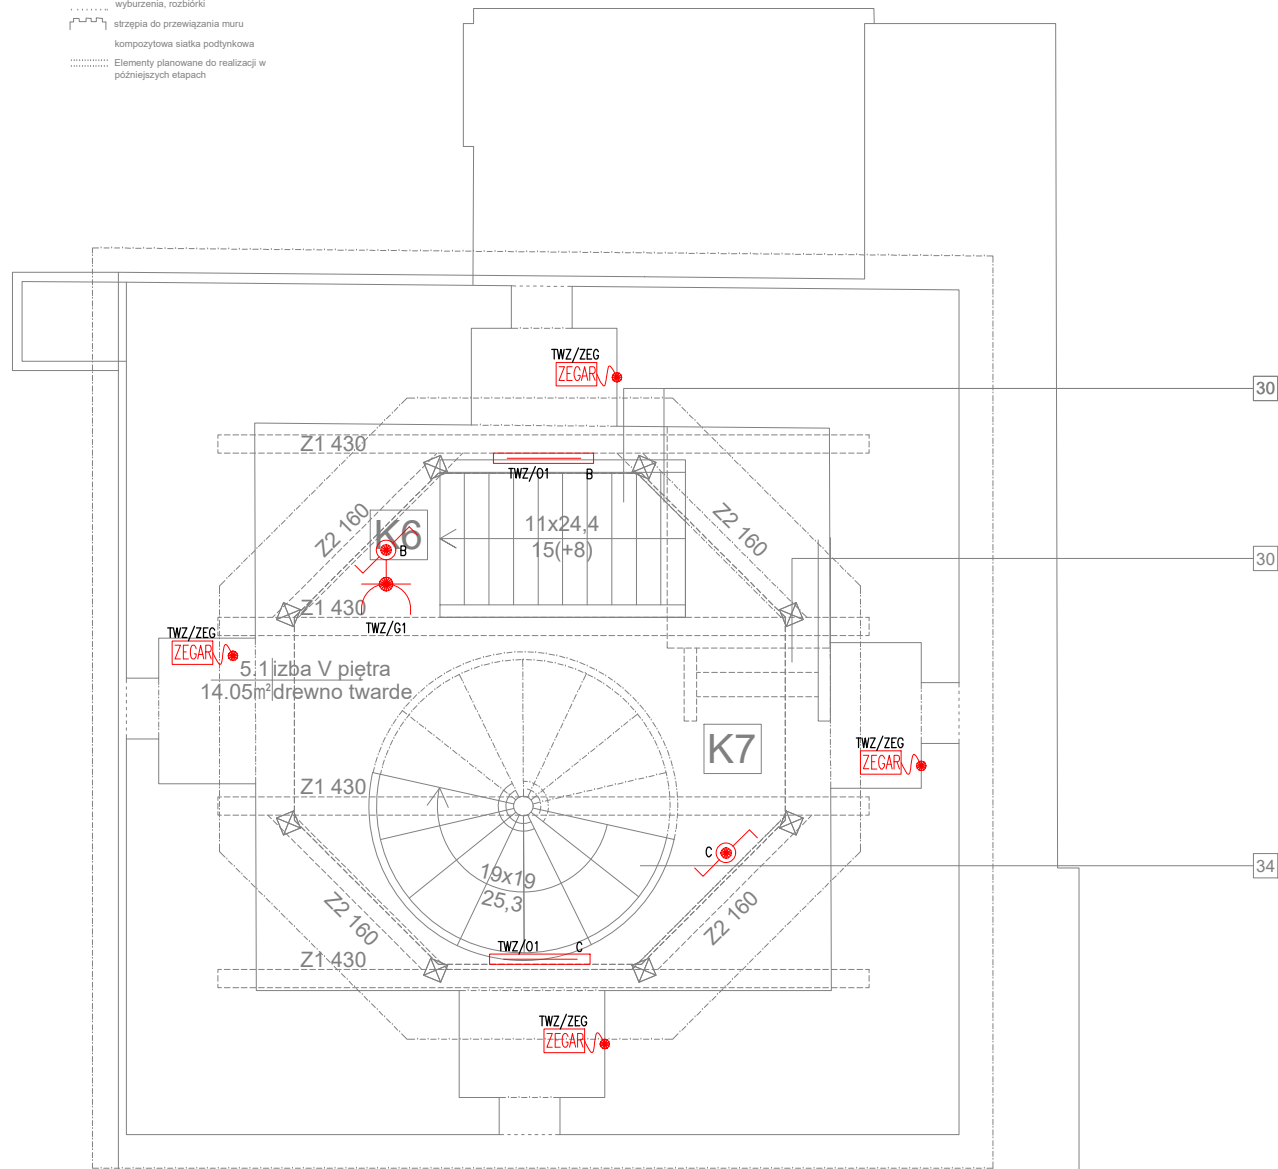 wyburzenia, rozbiórki
strzępia do przewiązania muru
kompozytowa siatka podtynkowa
Elementy planowane do realizacji w
późniejszych etapach
TWZ/ZEG
ZEGAR
30
Z1 430
TWZ/O1
B
Z2 160
K6
B
11x24,4
15(+8)
Z2 160
30
Z1 430
TWZ/G1
TWZ/ZEG
ZEGAR
5.1 izba V piętra
14.05m² drewno twarde
K7
TWZ/ZEG
ZEGAR
Z1 430
C
34
19x19
25,3
Z2 160
Z2 160
TWZ/O1
C
Z1 430
TWZ/ZEG
ZEGAR